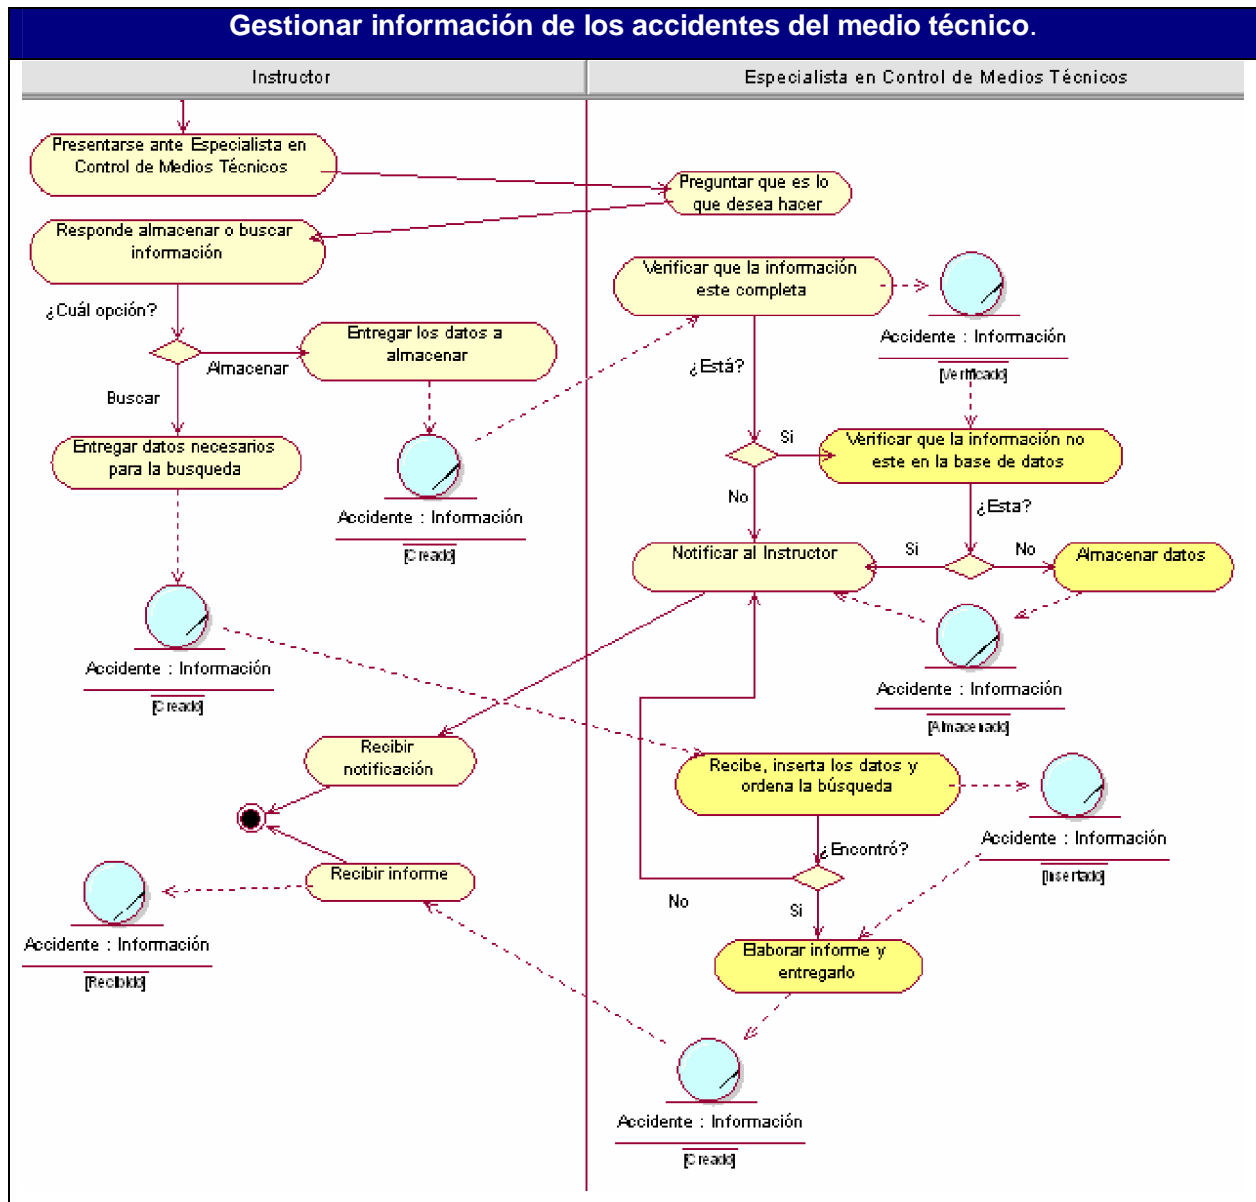 Gestionar información de los accidentes del medio técnico.
Instructor
Especialista en Control de Medios Técnicos
Presentarse ante Especialista en
Control de Medios Técnicos
Preguntar que es lo
que desea hacer
Responde almacenar o buscar
información
¿Cuál opción?
Almacenar
Buscar
Entregar los datos a
almacenar
Entregar datos necesarios
para la busqueda
Accidente : Información
[Creado]
Accidente : Información
[Creado]
Verificar que la información
este completa
Accidente : Información
[Verificado]
¿Está?
Si
No
Verificar que la información no
este en la base de datos
¿Esta?
Si
No
Notificar al Instructor
Almacenar datos
Accidente : Información
[Almacenado]
Recibir
notificación
Recibe, inserta los datos y
ordena la búsqueda
Accidente : Información
[Insertado]
¿Encontró?
No
Si
Recibir informe
Accidente : Información
[Recibido]
Elaborar informe y
entregarlo
Accidente : Información
[Creado]